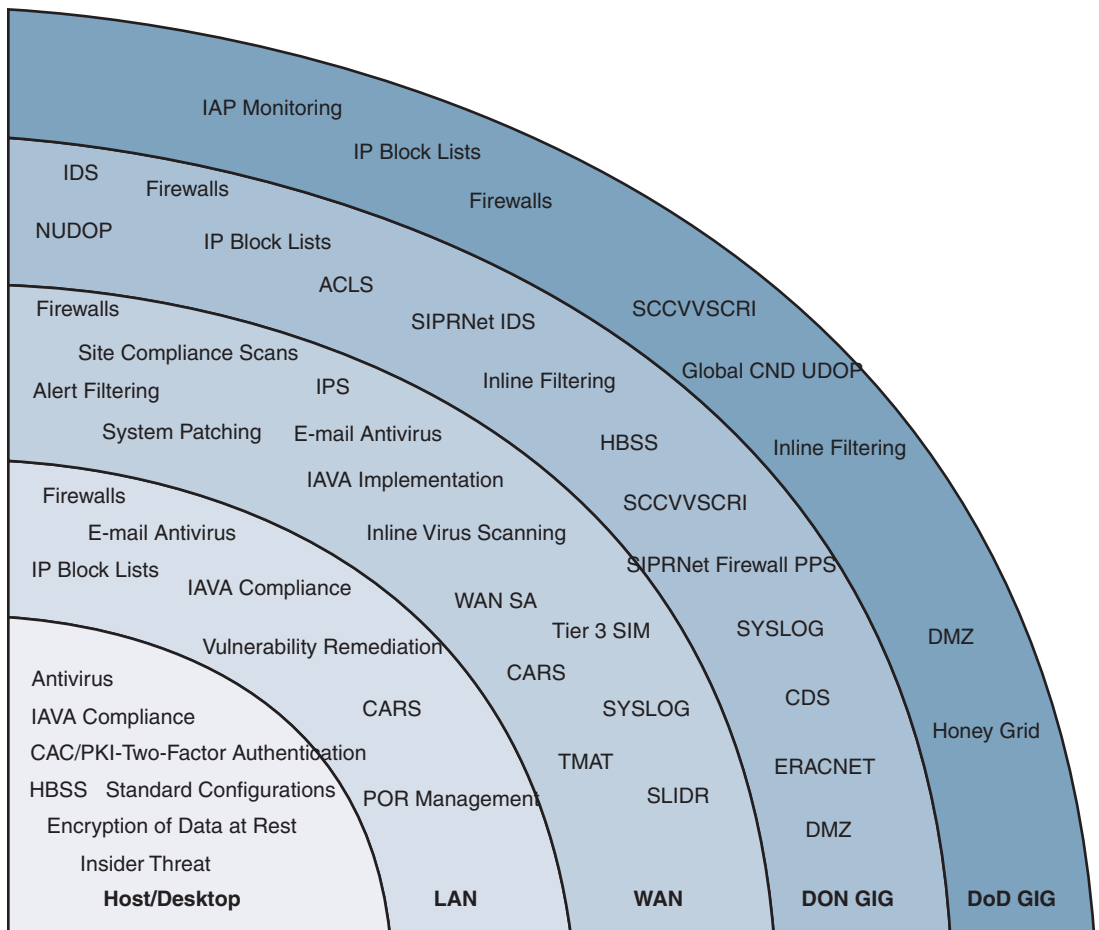 IAP Monitoring
IP Block Lists
Firewalls
SCCVVSCRI
Global CND UDOP
Inline Filtering
DMZ
Honey Grid
DoD GIG
IDS
Firewalls
NUDOP
IP Block Lists
ACLS
SIPRNet IDS
Inline Filtering
HBSS
SCCVVSCRI
SIPRNet Firewall PPS
SYSLOG
CDS
ERACNET
DMZ
DON GIG
Firewalls
Site Compliance Scans
Alert Filtering
IPS
System Patching
E-mail Antivirus
IAVA Implementation
Inline Virus Scanning
WAN SA
Tier 3 SIM
CARS
SYSLOG
TMAT
SLIDR
WAN
Firewalls
E-mail Antivirus
IP Block Lists
IAVA Compliance
Vulnerability Remediation
CARS
POR Management
LAN
Antivirus
IAVA Compliance
CAC/PKI-Two-Factor Authentication
HBSS Standard Configurations
Encryption of Data at Rest
Insider Threat
Host/Desktop